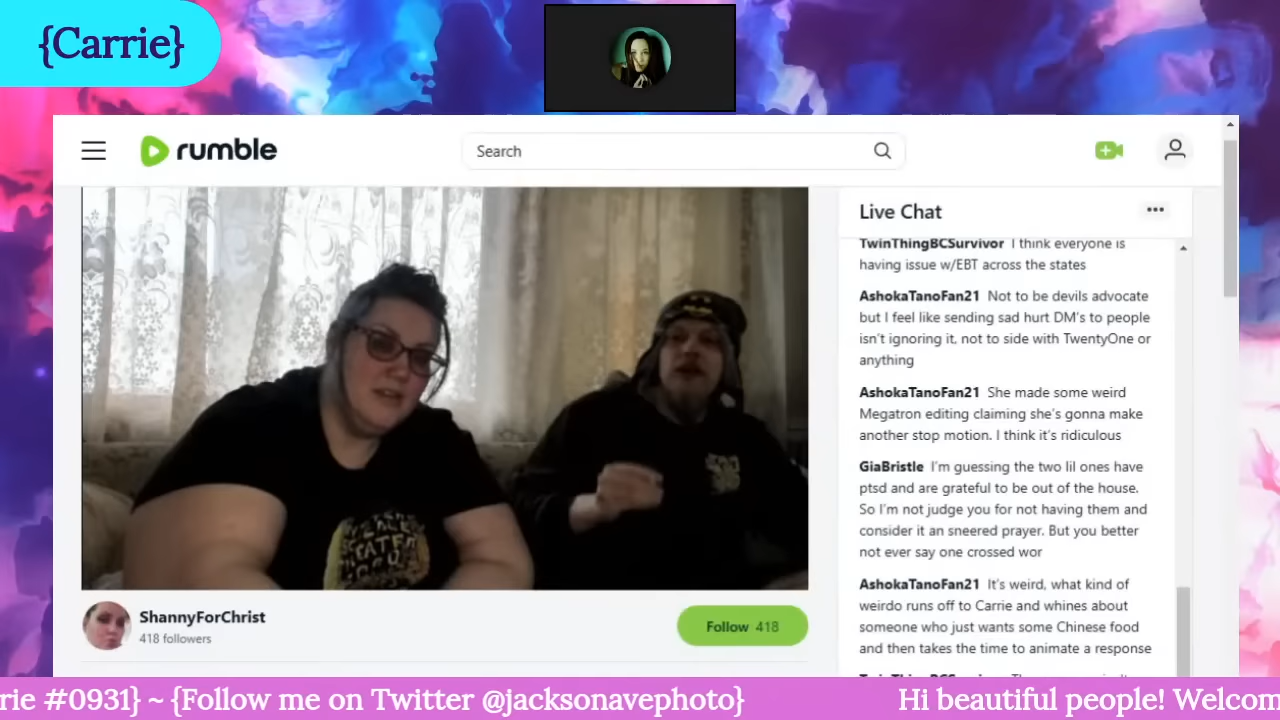 {Carrie}
rumble
Search
Live Chat
TwinThingBCSurvivor I think everyone is
having issue w/EBT across the states
AshokaTanoFan21 Not to be devils advocate
but I feel like sending sad hurt DM's to people
isn't ignoring it, not to side with TwentyOne or
anything
AshokaTanoFan21 She made some weird
Megatron editing claiming she's gonna make
another stop motion. I think it's ridiculous
GiaBristle I'm guessing the two lil ones have
ptsd and are grateful to be out of the house.
So I'm not judge you for not having them and
consider it an sneered prayer. But you better
not ever say one crossed wor
AshokaTanoFan21 It's weird, what kind of
weirdo runs off to Carrie and whines about
someone who just wants some Chinese food
and then takes the time to animate a response
ShannyForChrist
418 followers
Follow 418
rie #0931} ~ {Follow me on Twitter @jacksonavephoto}
Hi beautiful people! Welcom